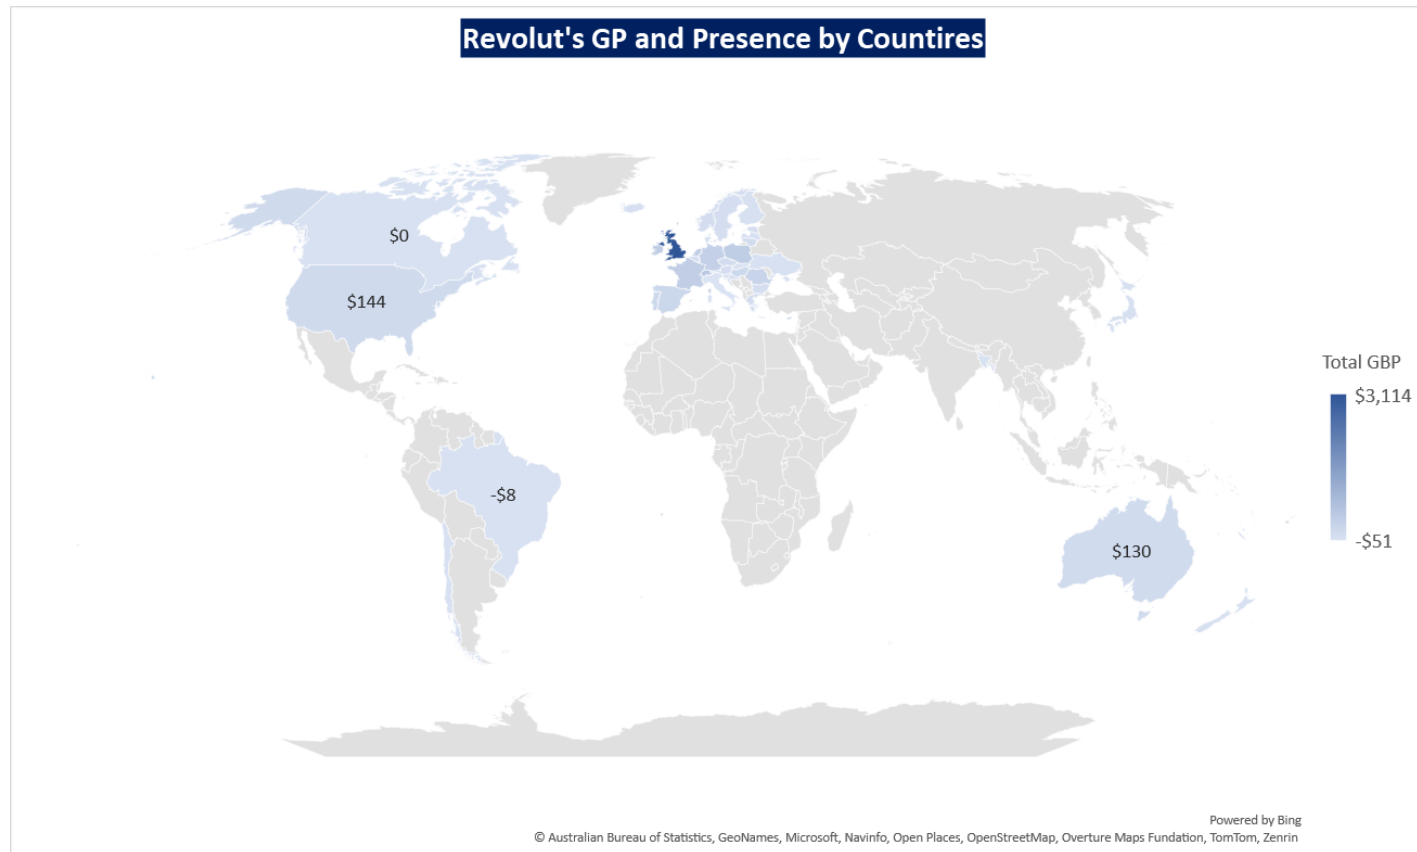 Revolut's GP and Presence by Countires
$0
$144
-$8
$130
Total GBP
$3,114
-$51
Powered by Bing
© Australian Bureau of Statistics, GeoNames, Microsoft, Navinfo, Open Places, OpenStreetMap, Overture Maps Fundation, TomTom, Zenrin